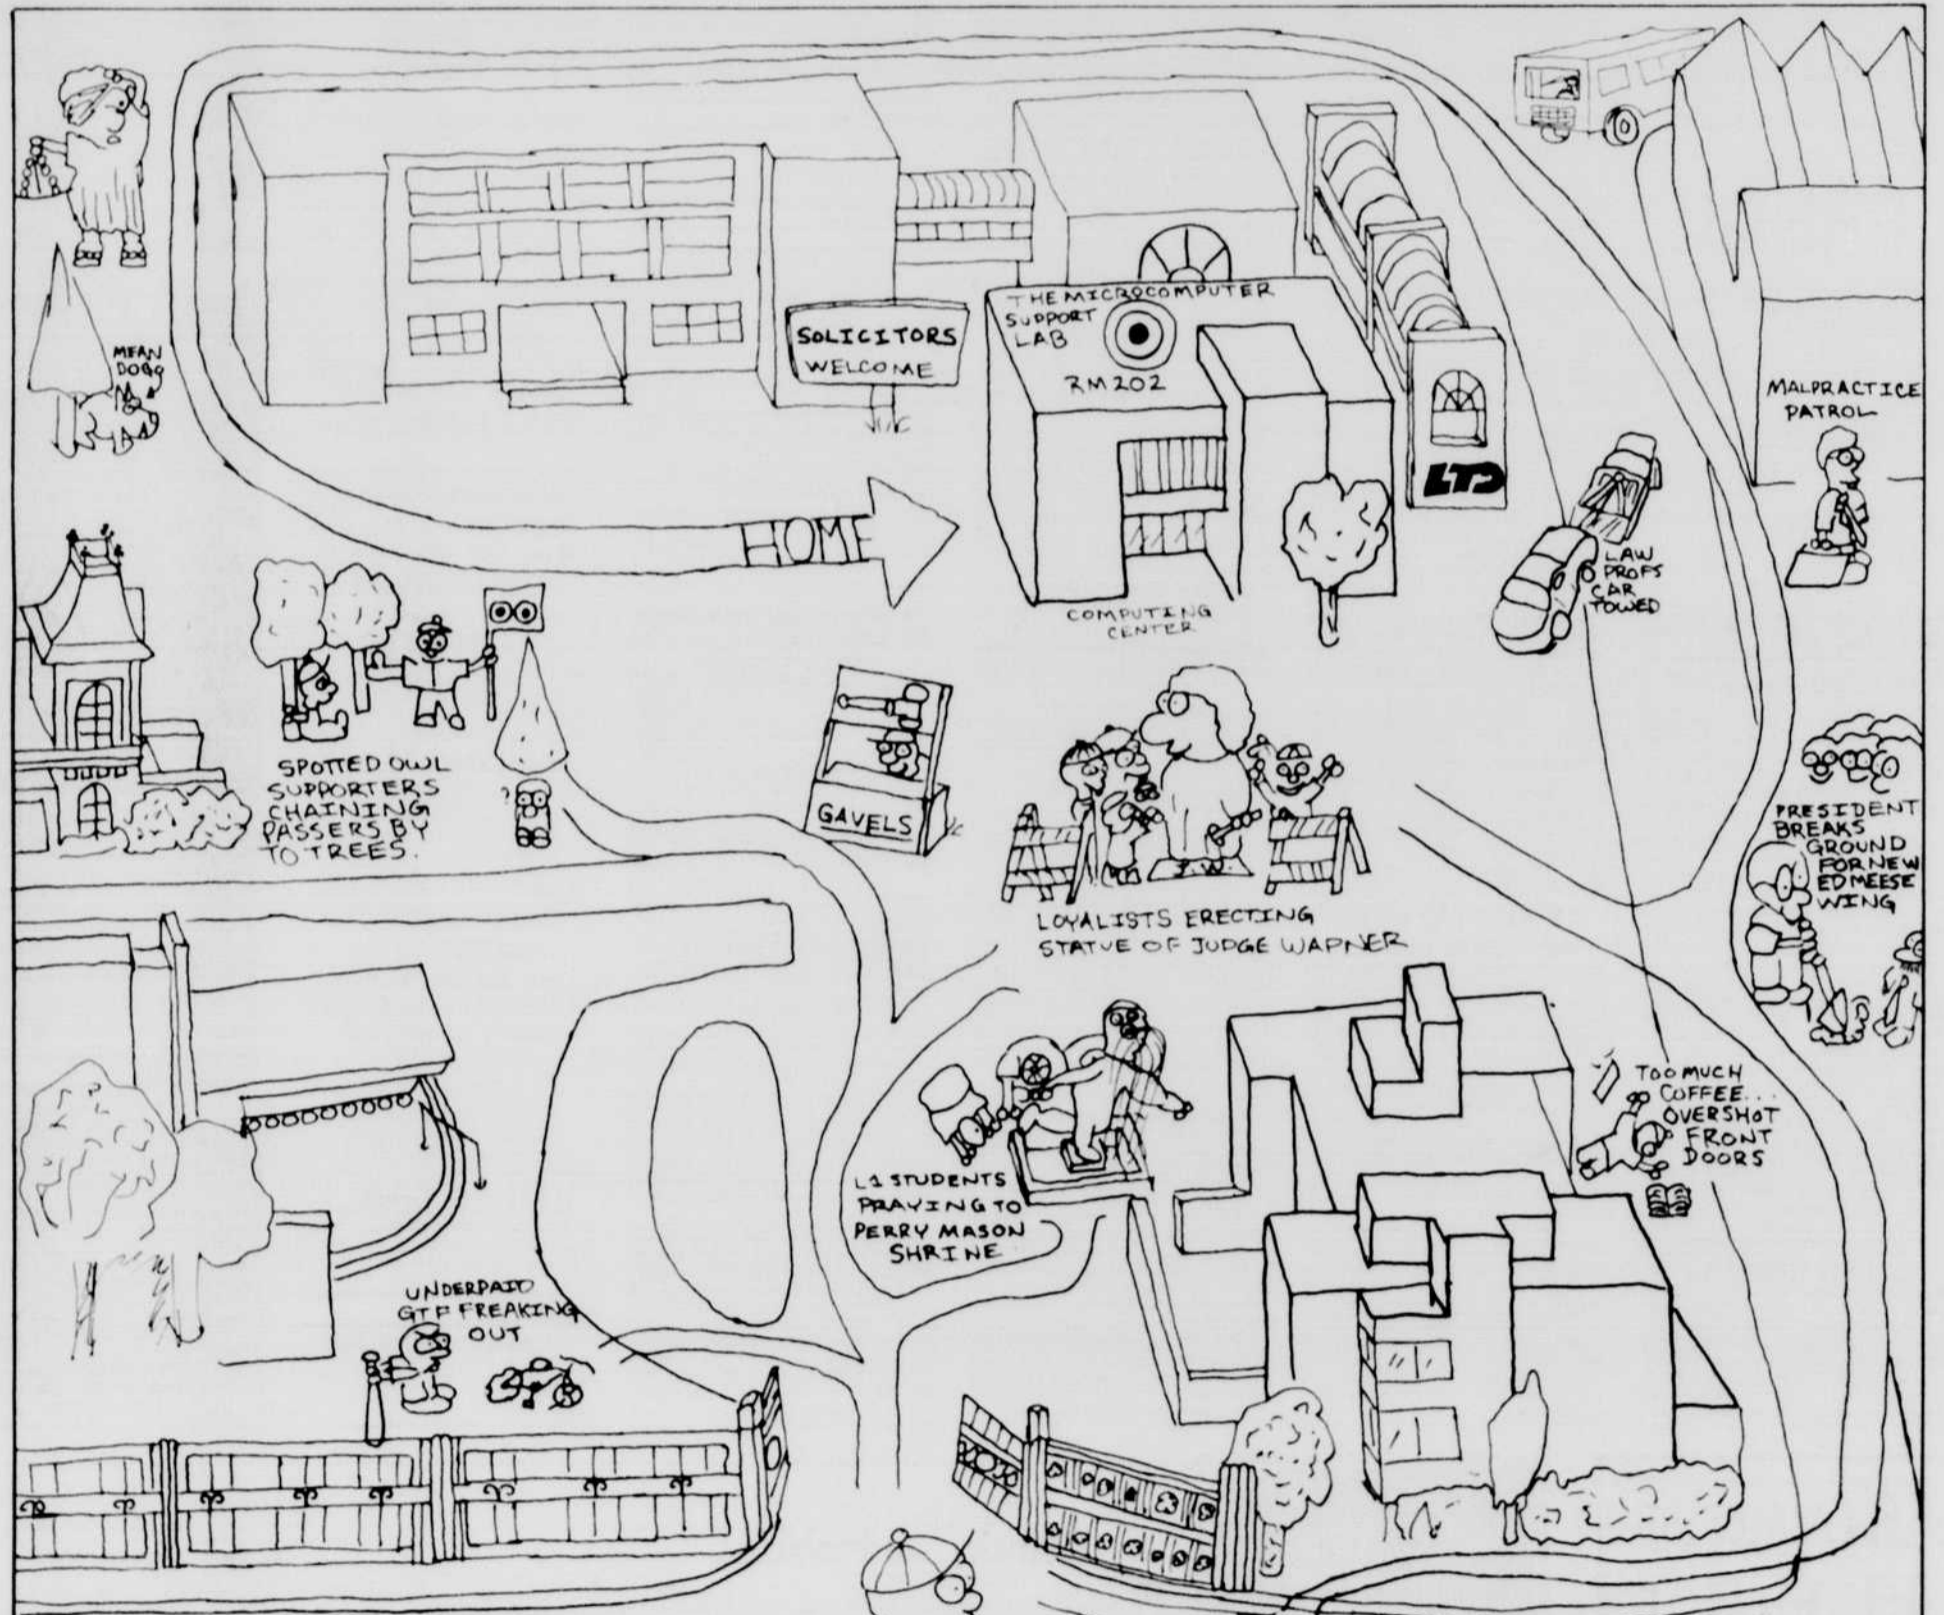 MEAN
DOGG
SOLICITORS
WELCOME
THE MICROCOMPUTER
SUPPORT
LAB
RM202
MALPRACTICE
PATROL
LTD
HOME
LAW
PROFS
CAR
TOWED
COMPUTING
CENTER
SPOTTED OWL
SUPPORTERS
CHAINING
PASSERS BY
TO TREES.
GAVELS
J.W.
PRESIDENT
BREAKS
GROUND
FOR NEW
ED MEESE
WING
LOYALISTS ERECTING
STATUE OF JUDGE WAPNER
TOO MUCH
COFFEE...
OVERSHOT
FRONT
DOORS
L1 STUDENTS
PRAYING TO
PERRY MASON
SHRINE
UNDERPAID
GTF FREAKING
OUT